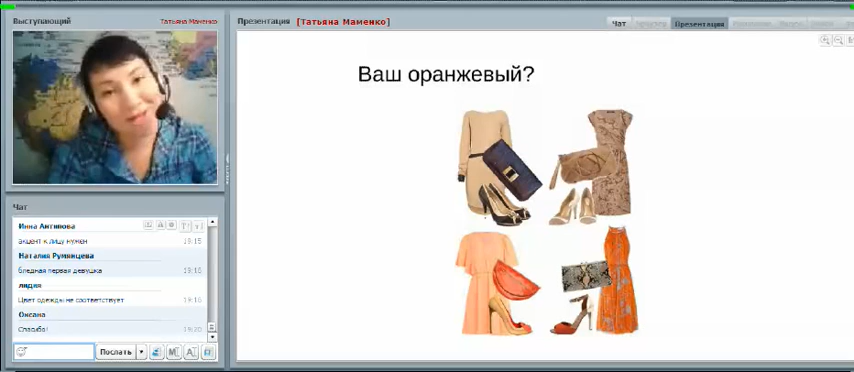 Выступающий
Татьяна Маменко
Презентация [Татьяна Маменко]
Чат
Презентация
Ваш оранжевый?
Чат
Инна Антипова
акцент к лицу нужен 19:15
Наталия Румянцева
бледная первая девушка 19:16
лидия
Цвет одежды не соответствует 19:16
Оксана
Спасибо! 19:20
Послать